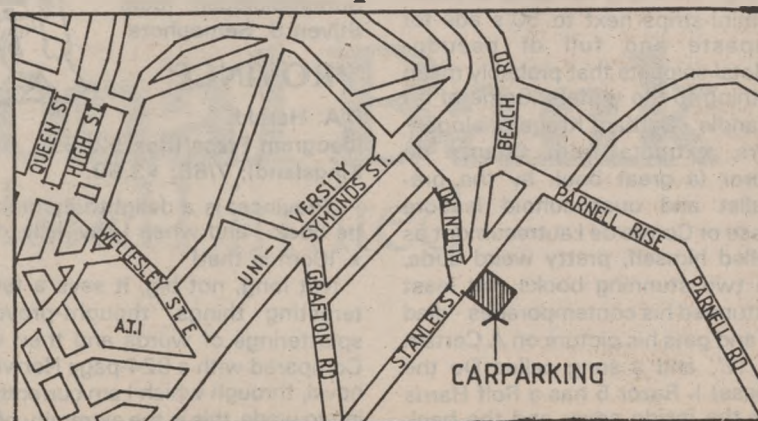 QUEEN ST
HIGH ST
WELLESLEY ST E
A.T.I
UNI-
VERSITY
SYMONDS ST
GRAFTON RD
BEACH RD
ALTEN RD
STANLEY S
PARNELL RISE
PARNELL RD
CARPARKING